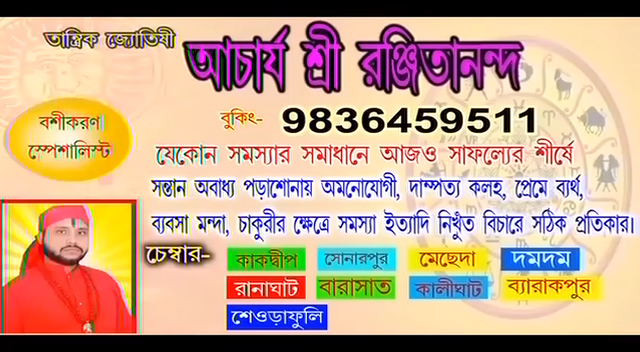 তান্ত্রিক জ্যোতিষী
আচার্য শ্রী রঞ্জিতানন্দ
বশীকরণ
স্পেশালিস্ট
বুকিং- 9836459511
যেকোন সমস্যার সমাধানে আজও সাফল্যের শীর্ষে
সন্তান অবাধ্য পড়াশোনায় অমনোযোগী, দাম্পত্য কলহ, প্রেমে ব্যর্থ,
ব্যবসা মন্দা, চাকুরীর ক্ষেত্রে সমস্যা ইত্যাদি নিখুঁত বিচারে সঠিক প্রতিকার।
চেম্বার- কাকদ্বীপ সোনারপুর মেছেদা দমদম
রানাঘাট বারাসাত কালীঘাট ব্যারাকপুর
শেওড়াফুলি